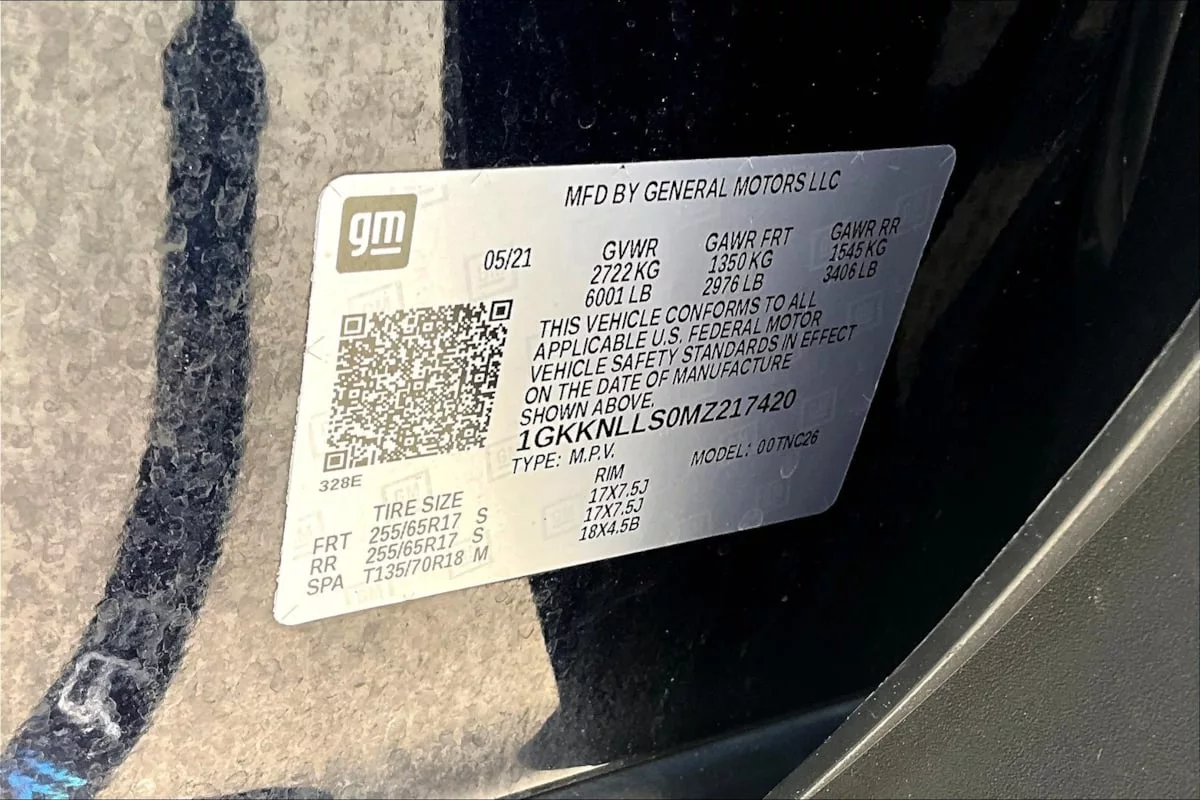 gm
MFD BY GENERAL MOTORS LLC
05/21
GVWR
2722 KG
6001 LB
GAWR FRT
1350 KG
2976 LB
GAWR RR
1545 KG
3406 LB
THIS VEHICLE CONFORMS TO ALL
APPLICABLE U.S. FEDERAL MOTOR
VEHICLE SAFETY STANDARDS IN EFFECT
ON THE DATE OF MANUFACTURE
SHOWN ABOVE.
1GKKNLLS0MZ217420
TYPE: M.P.V. MODEL: 00TNC26
328E
TIRE SIZE RIM
FRT 255/65R17 S 17X7.5J
RR 255/65R17 S 17X7.5J
SPA T135/70R18 M 18X4.5B